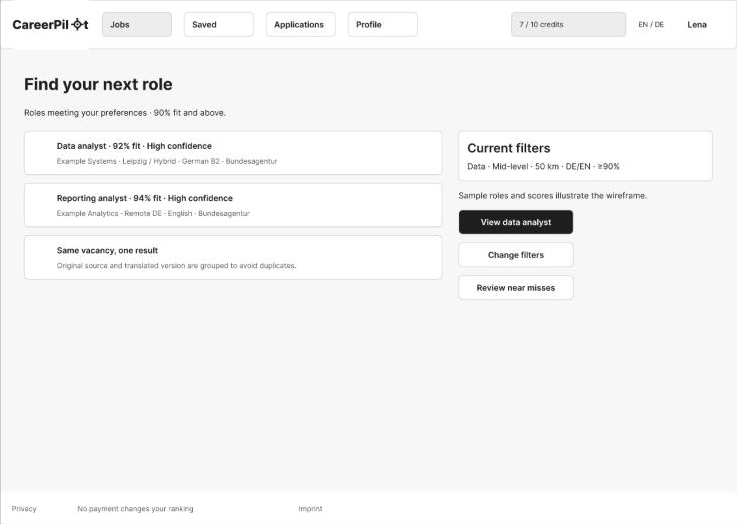 CareerPilot
Jobs
Saved
Applications
Profile
7 / 10 credits
EN / DE
Lena
Find your next role
Roles meeting your preferences · 90% fit and above.
Data analyst · 92% fit · High confidence
Example Systems · Leipzig / Hybrid · German B2 · Bundesagentur
Reporting analyst · 94% fit · High confidence
Example Analytics · Remote DE · English · Bundesagentur
Same vacancy, one result
Original source and translated version are grouped to avoid duplicates.
Current filters
Data · Mid-level · 50 km · DE/EN · ≥90%
Sample roles and scores illustrate the wireframe.
View data analyst
Change filters
Review near misses
Privacy
No payment changes your ranking
Imprint